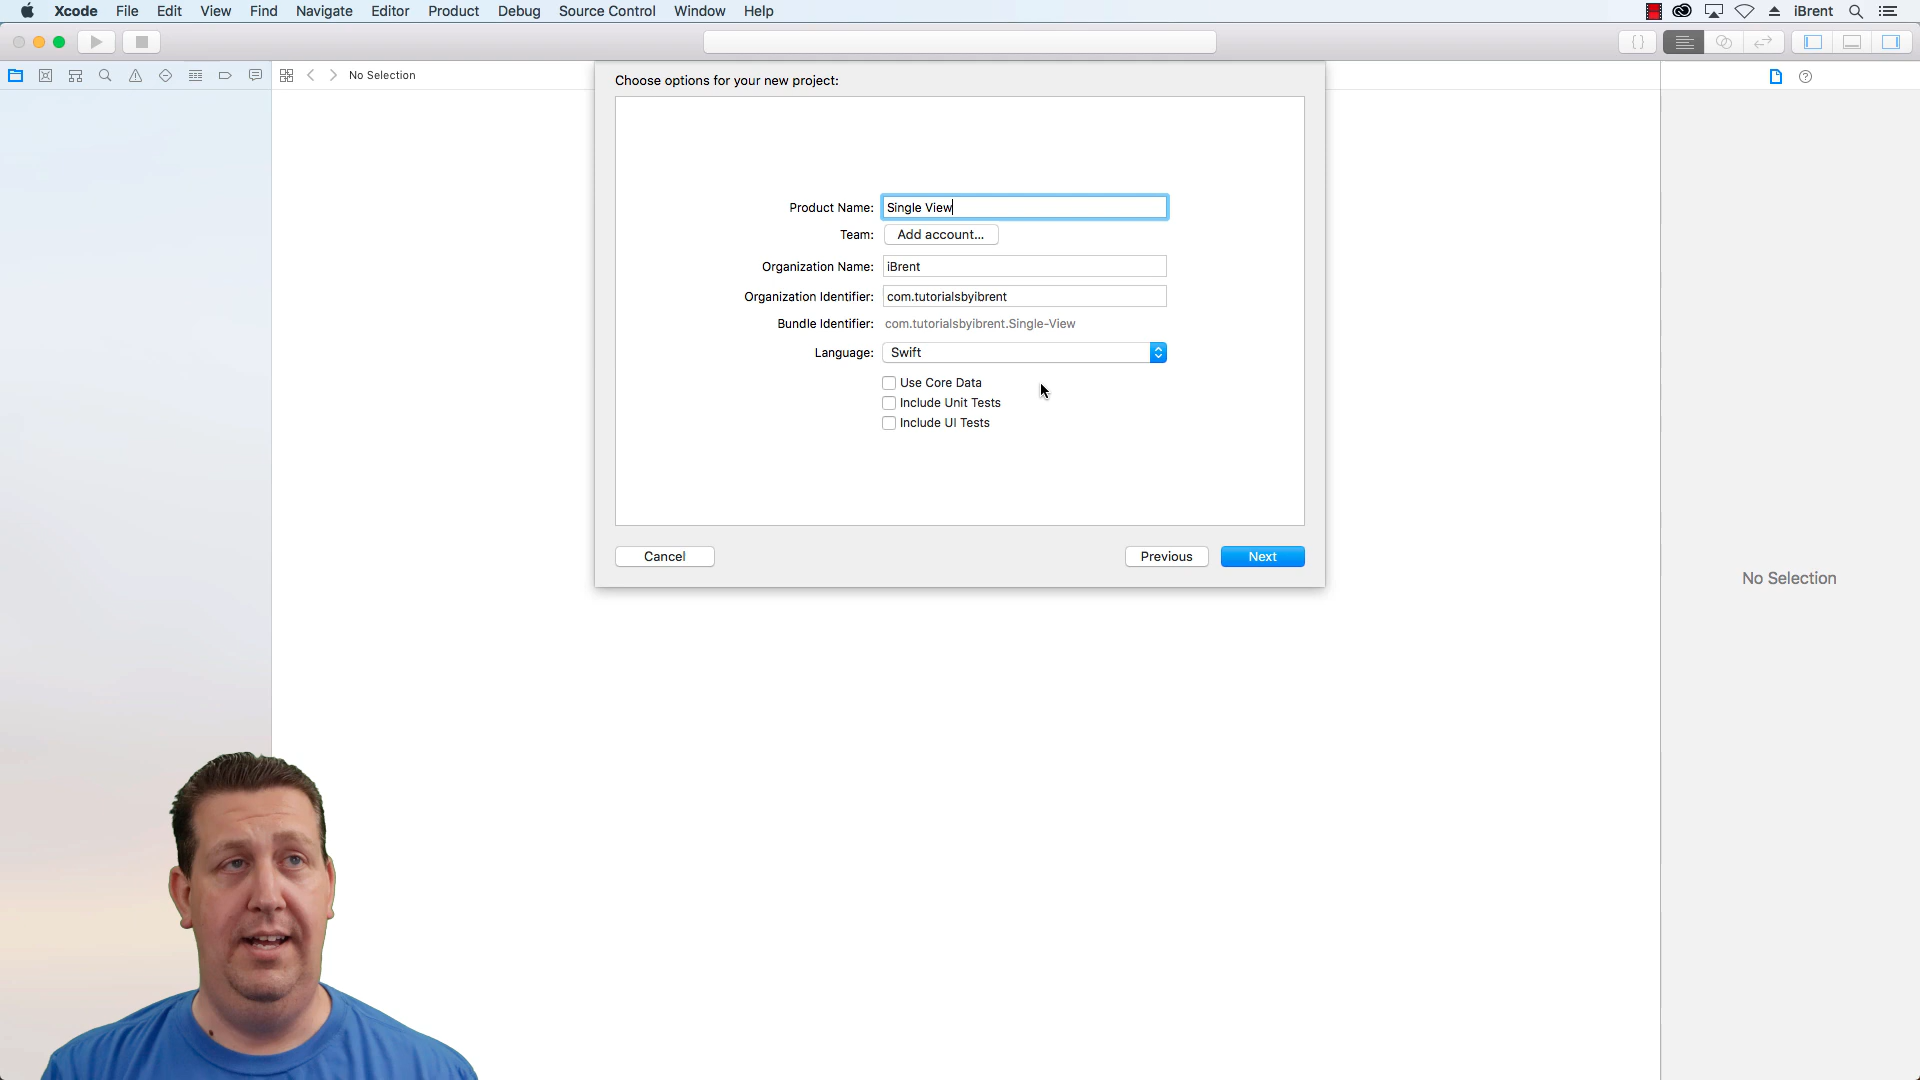 Xcode File Edit View Find Navigate Editor Product Debug Source Control Window Help iBrent
No Selection
Choose options for your new project:
Product Name: Single View
Team: Add account...
Organization Name: iBrent
Organization Identifier: com.tutorialsbyibrent
Bundle Identifier: com.tutorialsbyibrent.Single-View
Language: Swift
Use Core Data
Include Unit Tests
Include UI Tests
Cancel Previous Next
No Selection